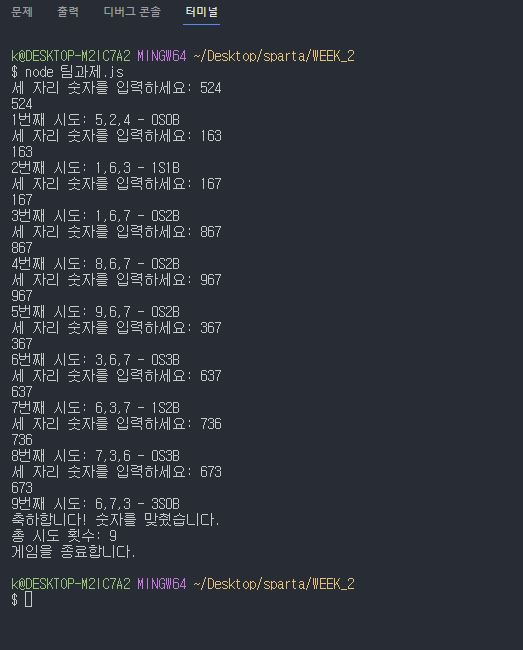 문제 출력 디버그 콘솔 터미널
k@DESKTOP-M2IC7A2 MINGW64 ~/Desktop/sparta/WEEK_2
$ node 팀과제.js
세 자리 숫자를 입력하세요: 524
524
1번째 시도: 5,2,4 - 0S0B
세 자리 숫자를 입력하세요: 163
163
2번째 시도: 1,6,3 - 1S1B
세 자리 숫자를 입력하세요: 167
167
3번째 시도: 1,6,7 - 0S2B
세 자리 숫자를 입력하세요: 867
867
4번째 시도: 8,6,7 - 0S2B
세 자리 숫자를 입력하세요: 967
967
5번째 시도: 9,6,7 - 0S2B
세 자리 숫자를 입력하세요: 367
367
6번째 시도: 3,6,7 - 0S3B
세 자리 숫자를 입력하세요: 637
637
7번째 시도: 6,3,7 - 1S2B
세 자리 숫자를 입력하세요: 736
736
8번째 시도: 7,3,6 - 0S3B
세 자리 숫자를 입력하세요: 673
673
9번째 시도: 6,7,3 - 3S0B
축하합니다! 숫자를 맞췄습니다.
총 시도 횟수: 9
게임을 종료합니다.
k@DESKTOP-M2IC7A2 MINGW64 ~/Desktop/sparta/WEEK_2
$